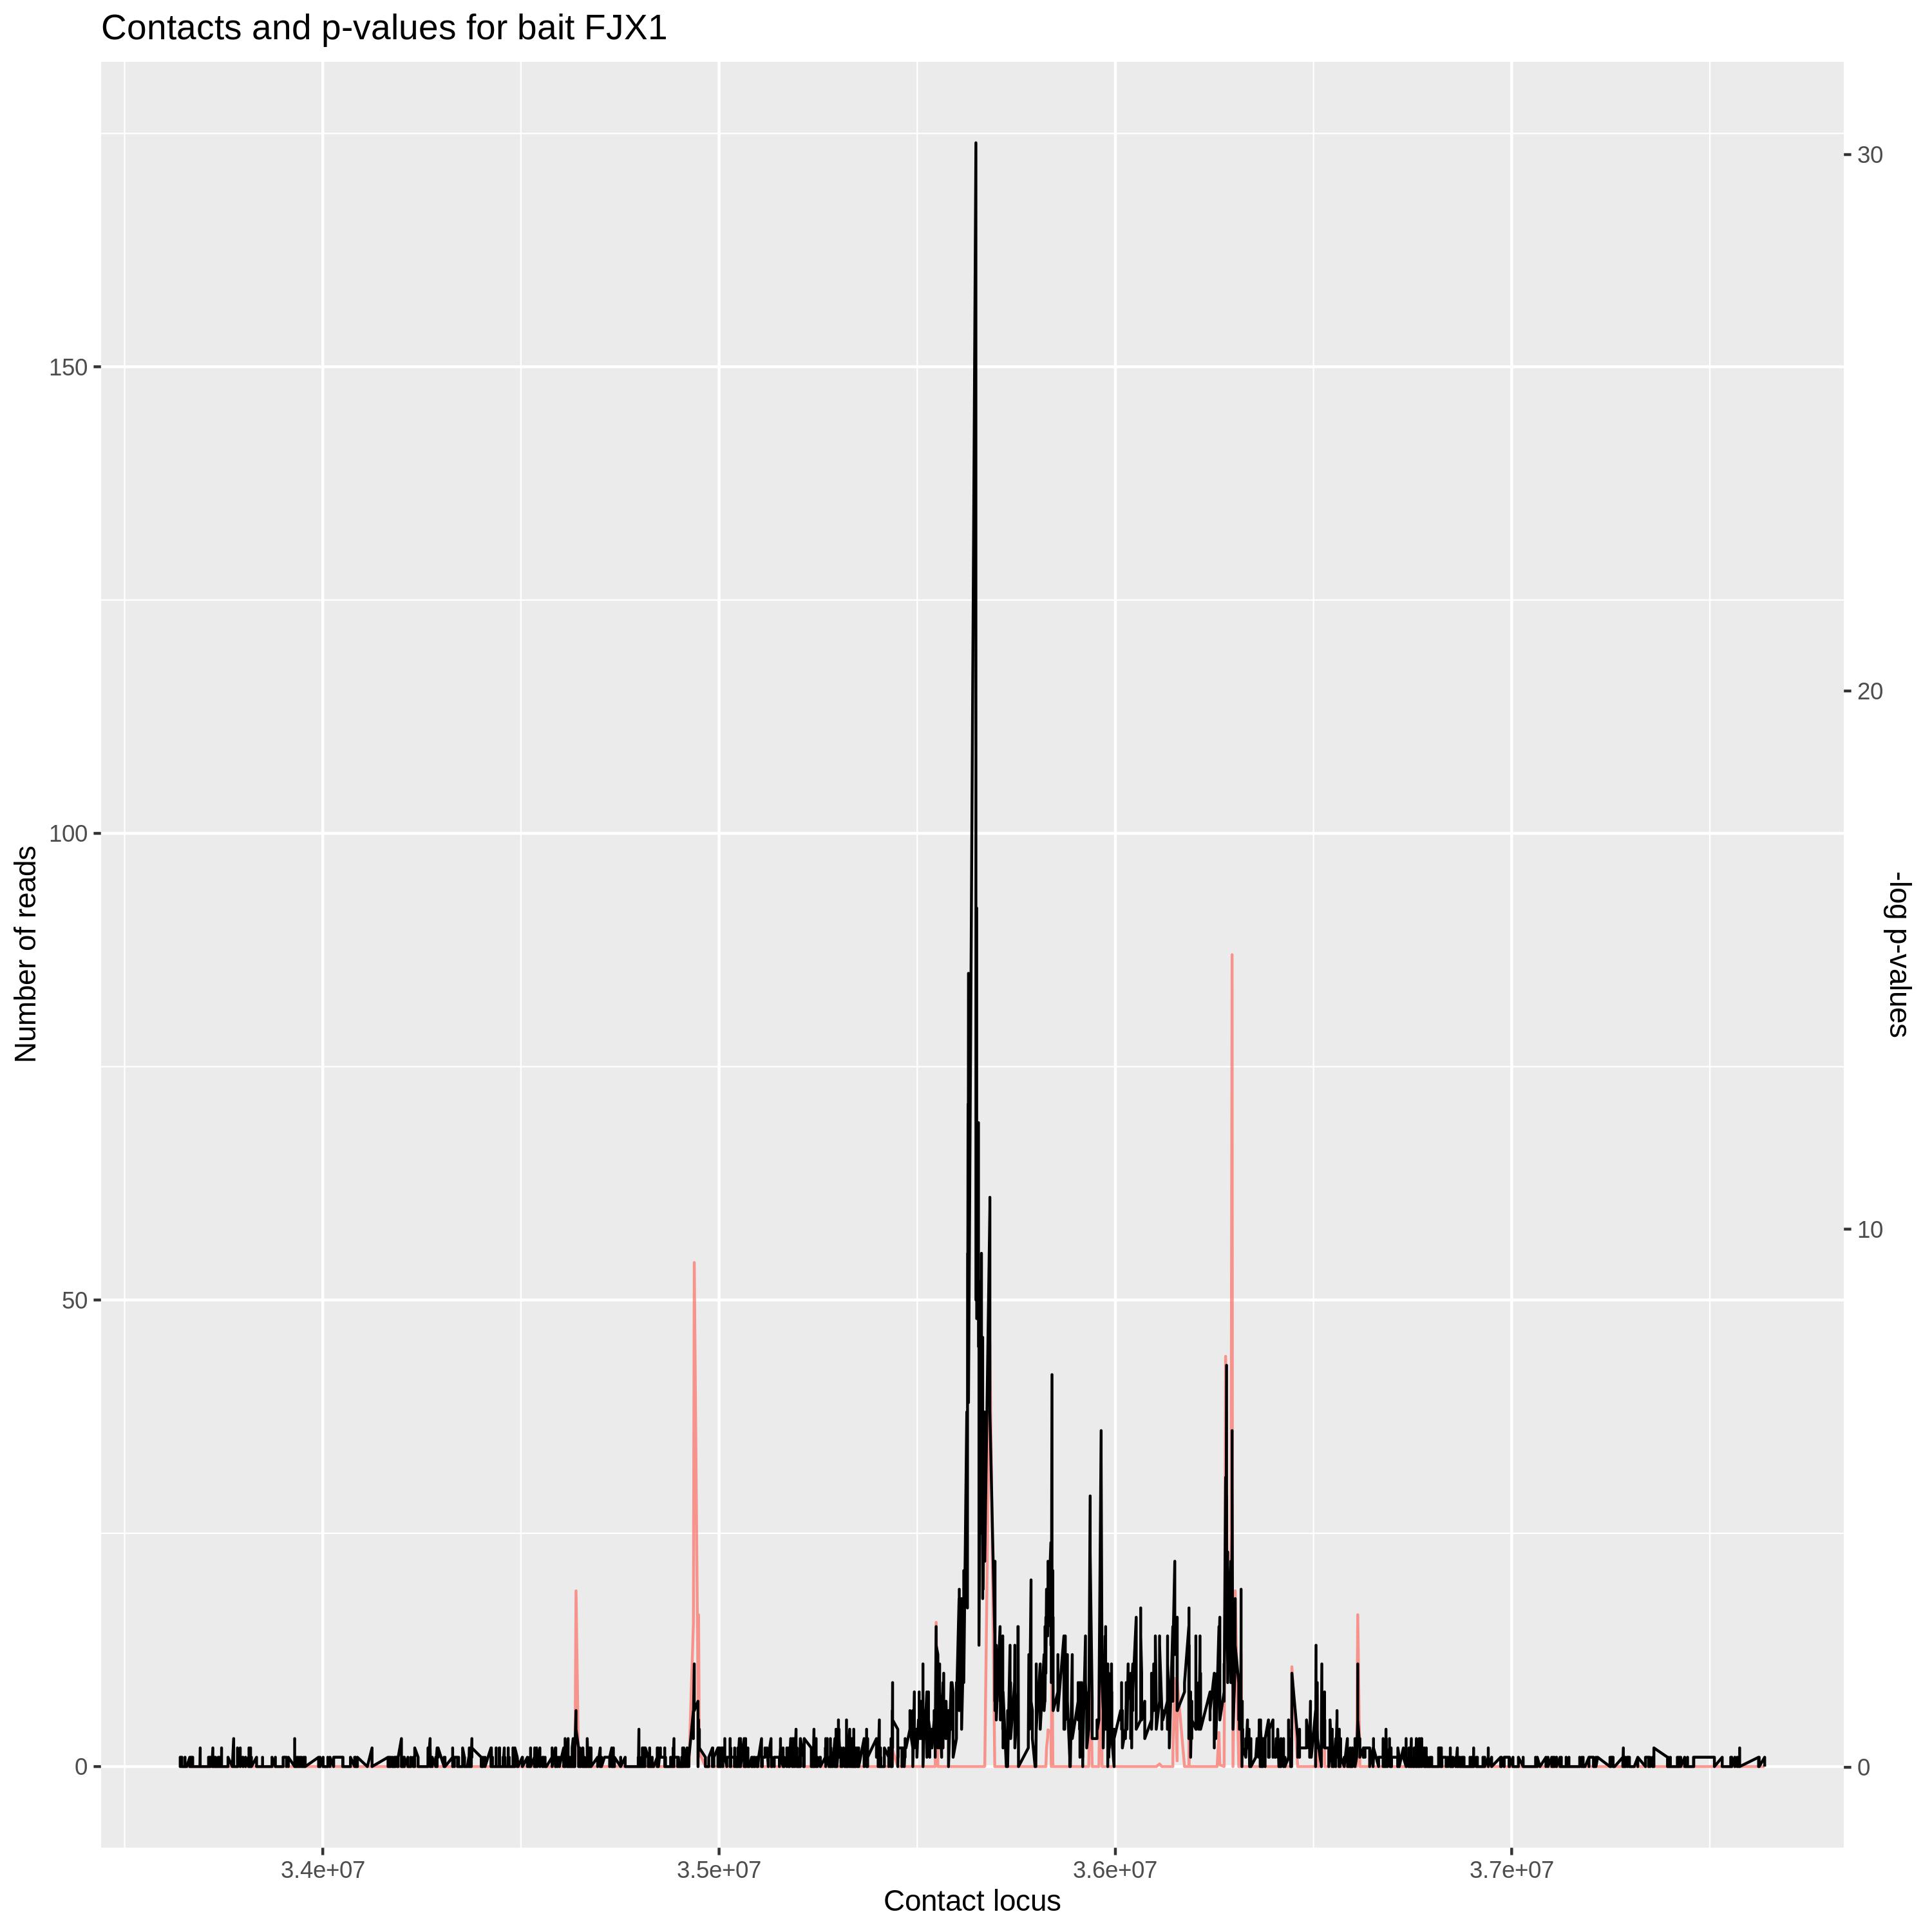 Contacts and p-values for bait FJX1
30
150
20
100
Number of reads
-log p-values
10
50
0
0
3.4e+07
3.5e+07
3.6e+07
3.7e+07
Contact locus